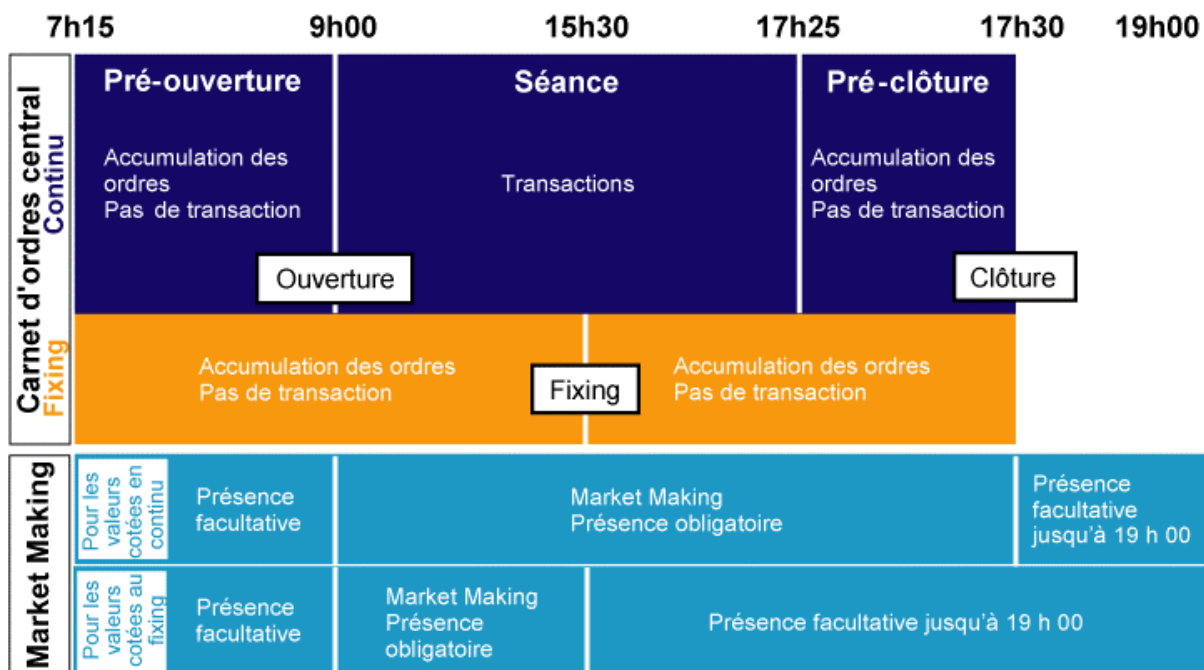 7h15 9h00 15h30 17h25 17h30 19h00
Carnet d'ordres central
Continu
Pré-ouverture
Séance
Pré-clôture
Accumulation des
ordres
Pas de transaction
Transactions
Accumulation des
ordres
Pas de transaction
Ouverture
Clôture
Fixing
Accumulation des ordres
Pas de transaction
Fixing
Accumulation des ordres
Pas de transaction
Market Making
Pour les
valeurs
cotées en
continu
Présence
facultative
Market Making
Présence obligatoire
Présence
facultative
jusqu'à 19 h 00
Pour les
valeurs
cotées au
fixing
Présence
facultative
Market Making
Présence
obligatoire
Présence facultative jusqu'à 19 h 00